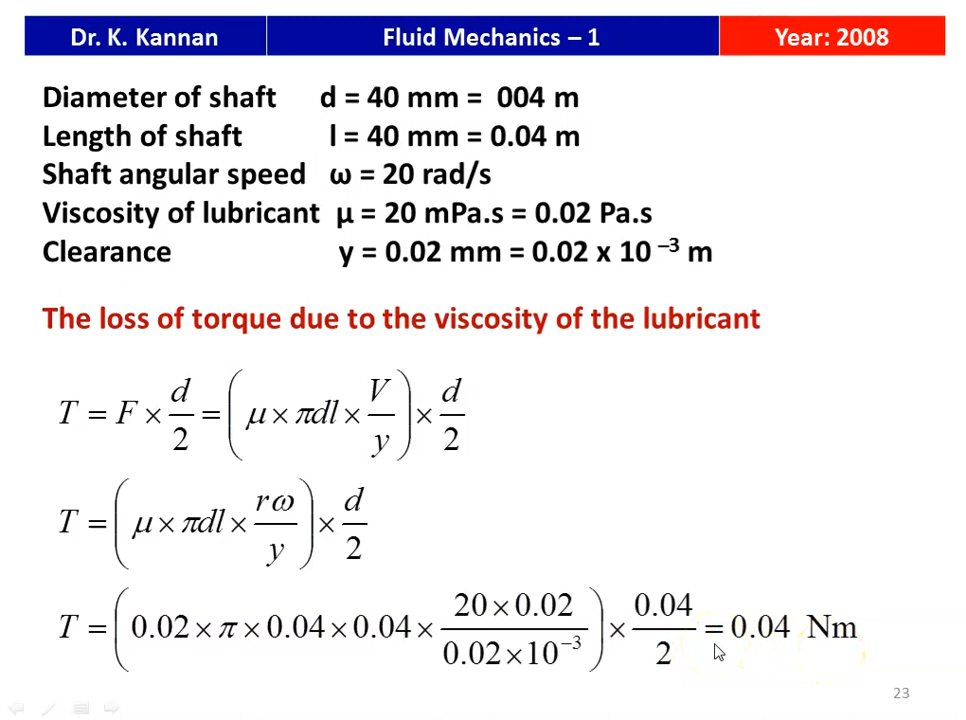 Dr. K. Kannan Fluid Mechanics – 1 Year: 2008
Diameter of shaft d = 40 mm = 004 m
Length of shaft l = 40 mm = 0.04 m
Shaft angular speed ω = 20 rad/s
Viscosity of lubricant μ = 20 mPa.s = 0.02 Pa.s
Clearance y = 0.02 mm = 0.02 x 10 ⁻³ m
The loss of torque due to the viscosity of the lubricant
T = F × d/2 = (μ × πdl × V/y) × d/2
T = (μ × πdl × rω/y) × d/2
T = (0.02 × π × 0.04 × 0.04 × (20 × 0.02)/(0.02 × 10⁻³)) × 0.04/2 = 0.04 Nm
23